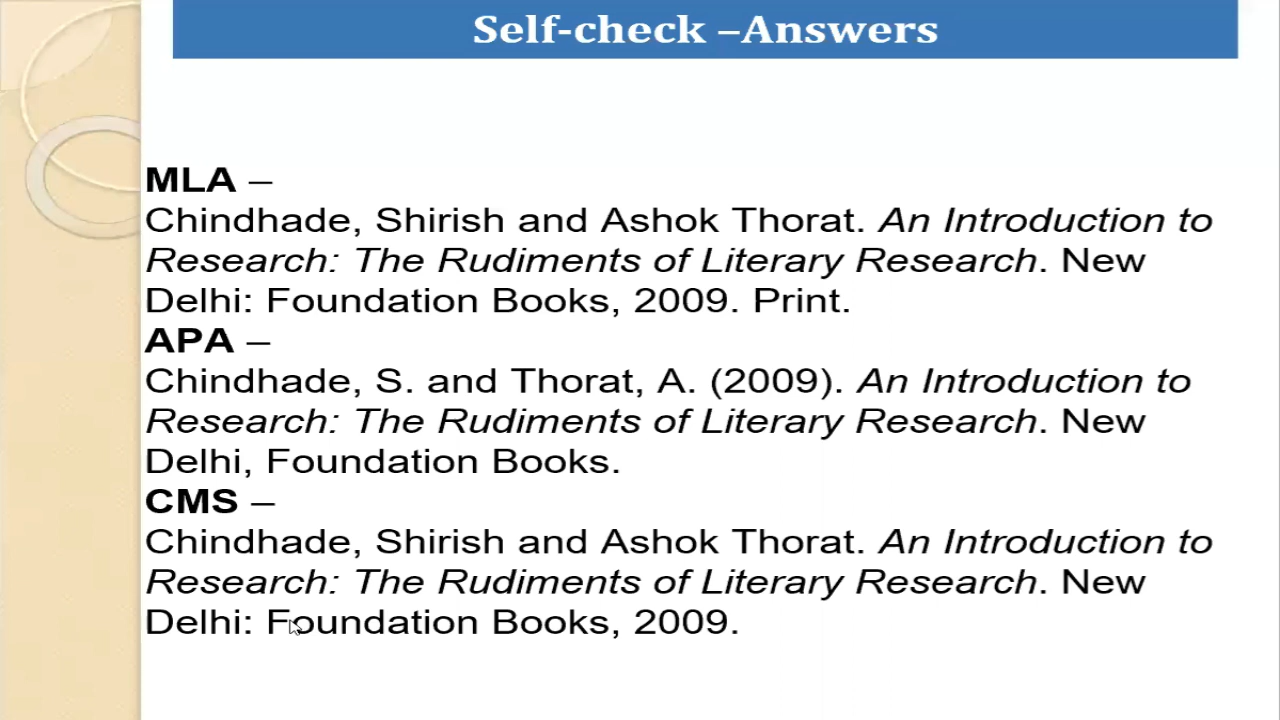 Self-check –Answers
MLA –
Chindhade, Shirish and Ashok Thorat. An Introduction to
Research: The Rudiments of Literary Research. New
Delhi: Foundation Books, 2009. Print.
APA –
Chindhade, S. and Thorat, A. (2009). An Introduction to
Research: The Rudiments of Literary Research. New
Delhi, Foundation Books.
CMS –
Chindhade, Shirish and Ashok Thorat. An Introduction to
Research: The Rudiments of Literary Research. New
Delhi: Foundation Books, 2009.